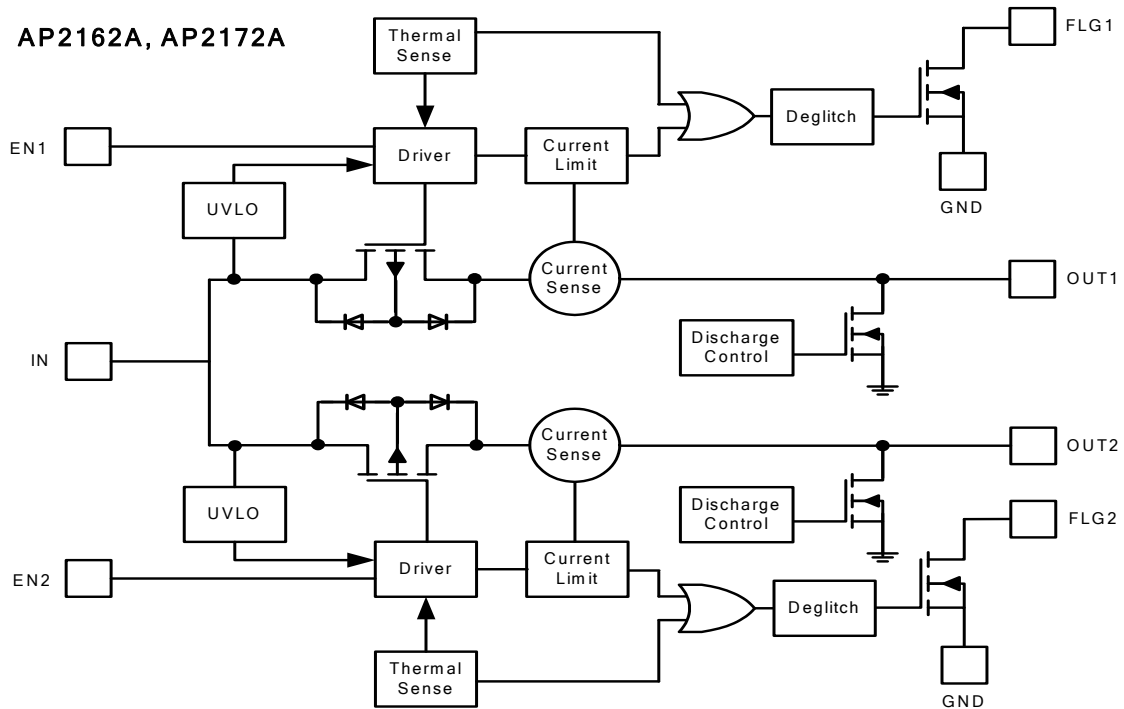 AP2162A, AP2172A
Thermal
Sense
FLG1
Deglitch
EN1
Driver
Current
Limit
UVLO
GND
Current
Sense
OUT1
Discharge
Control
IN
Current
Sense
OUT2
UVLO
Discharge
Control
FLG2
Driver
Current
Limit
EN2
Deglitch
Thermal
Sense
GND